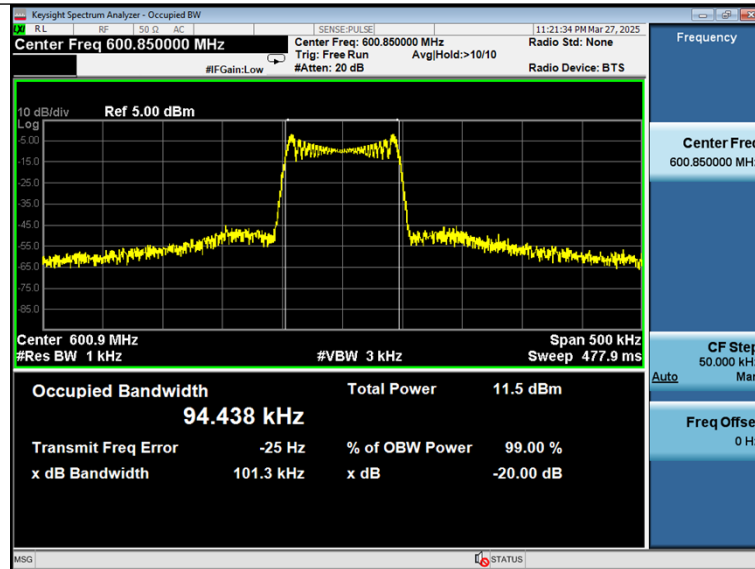 Keysight Spectrum Analyzer - Occupied BW
LXI RL RF 50 Ω AC SENSE:PULSE 11:21:34 PM Mar 27, 2025
Center Freq 600.850000 MHz
Center Freq: 600.850000 MHz
Radio Std: None
Trig: Free Run Avg|Hold:>10/10
#IFGain:Low #Atten: 20 dB Radio Device: BTS
10 dB/div Ref 5.00 dBm
Log
-5.00
-15.0
-25.0
-35.0
-45.0
-55.0
-65.0
-75.0
-85.0
Center 600.9 MHz Span 500 kHz
#Res BW 1 kHz #VBW 3 kHz Sweep 477.9 ms
Occupied Bandwidth Total Power 11.5 dBm
94.438 kHz
Transmit Freq Error -25 Hz % of OBW Power 99.00 %
x dB Bandwidth 101.3 kHz x dB -20.00 dB
MSG STATUS
Frequency
Center Freq
600.850000 MHz
CF Step
50.000 kHz
Auto Man
Freq Offset
0 Hz